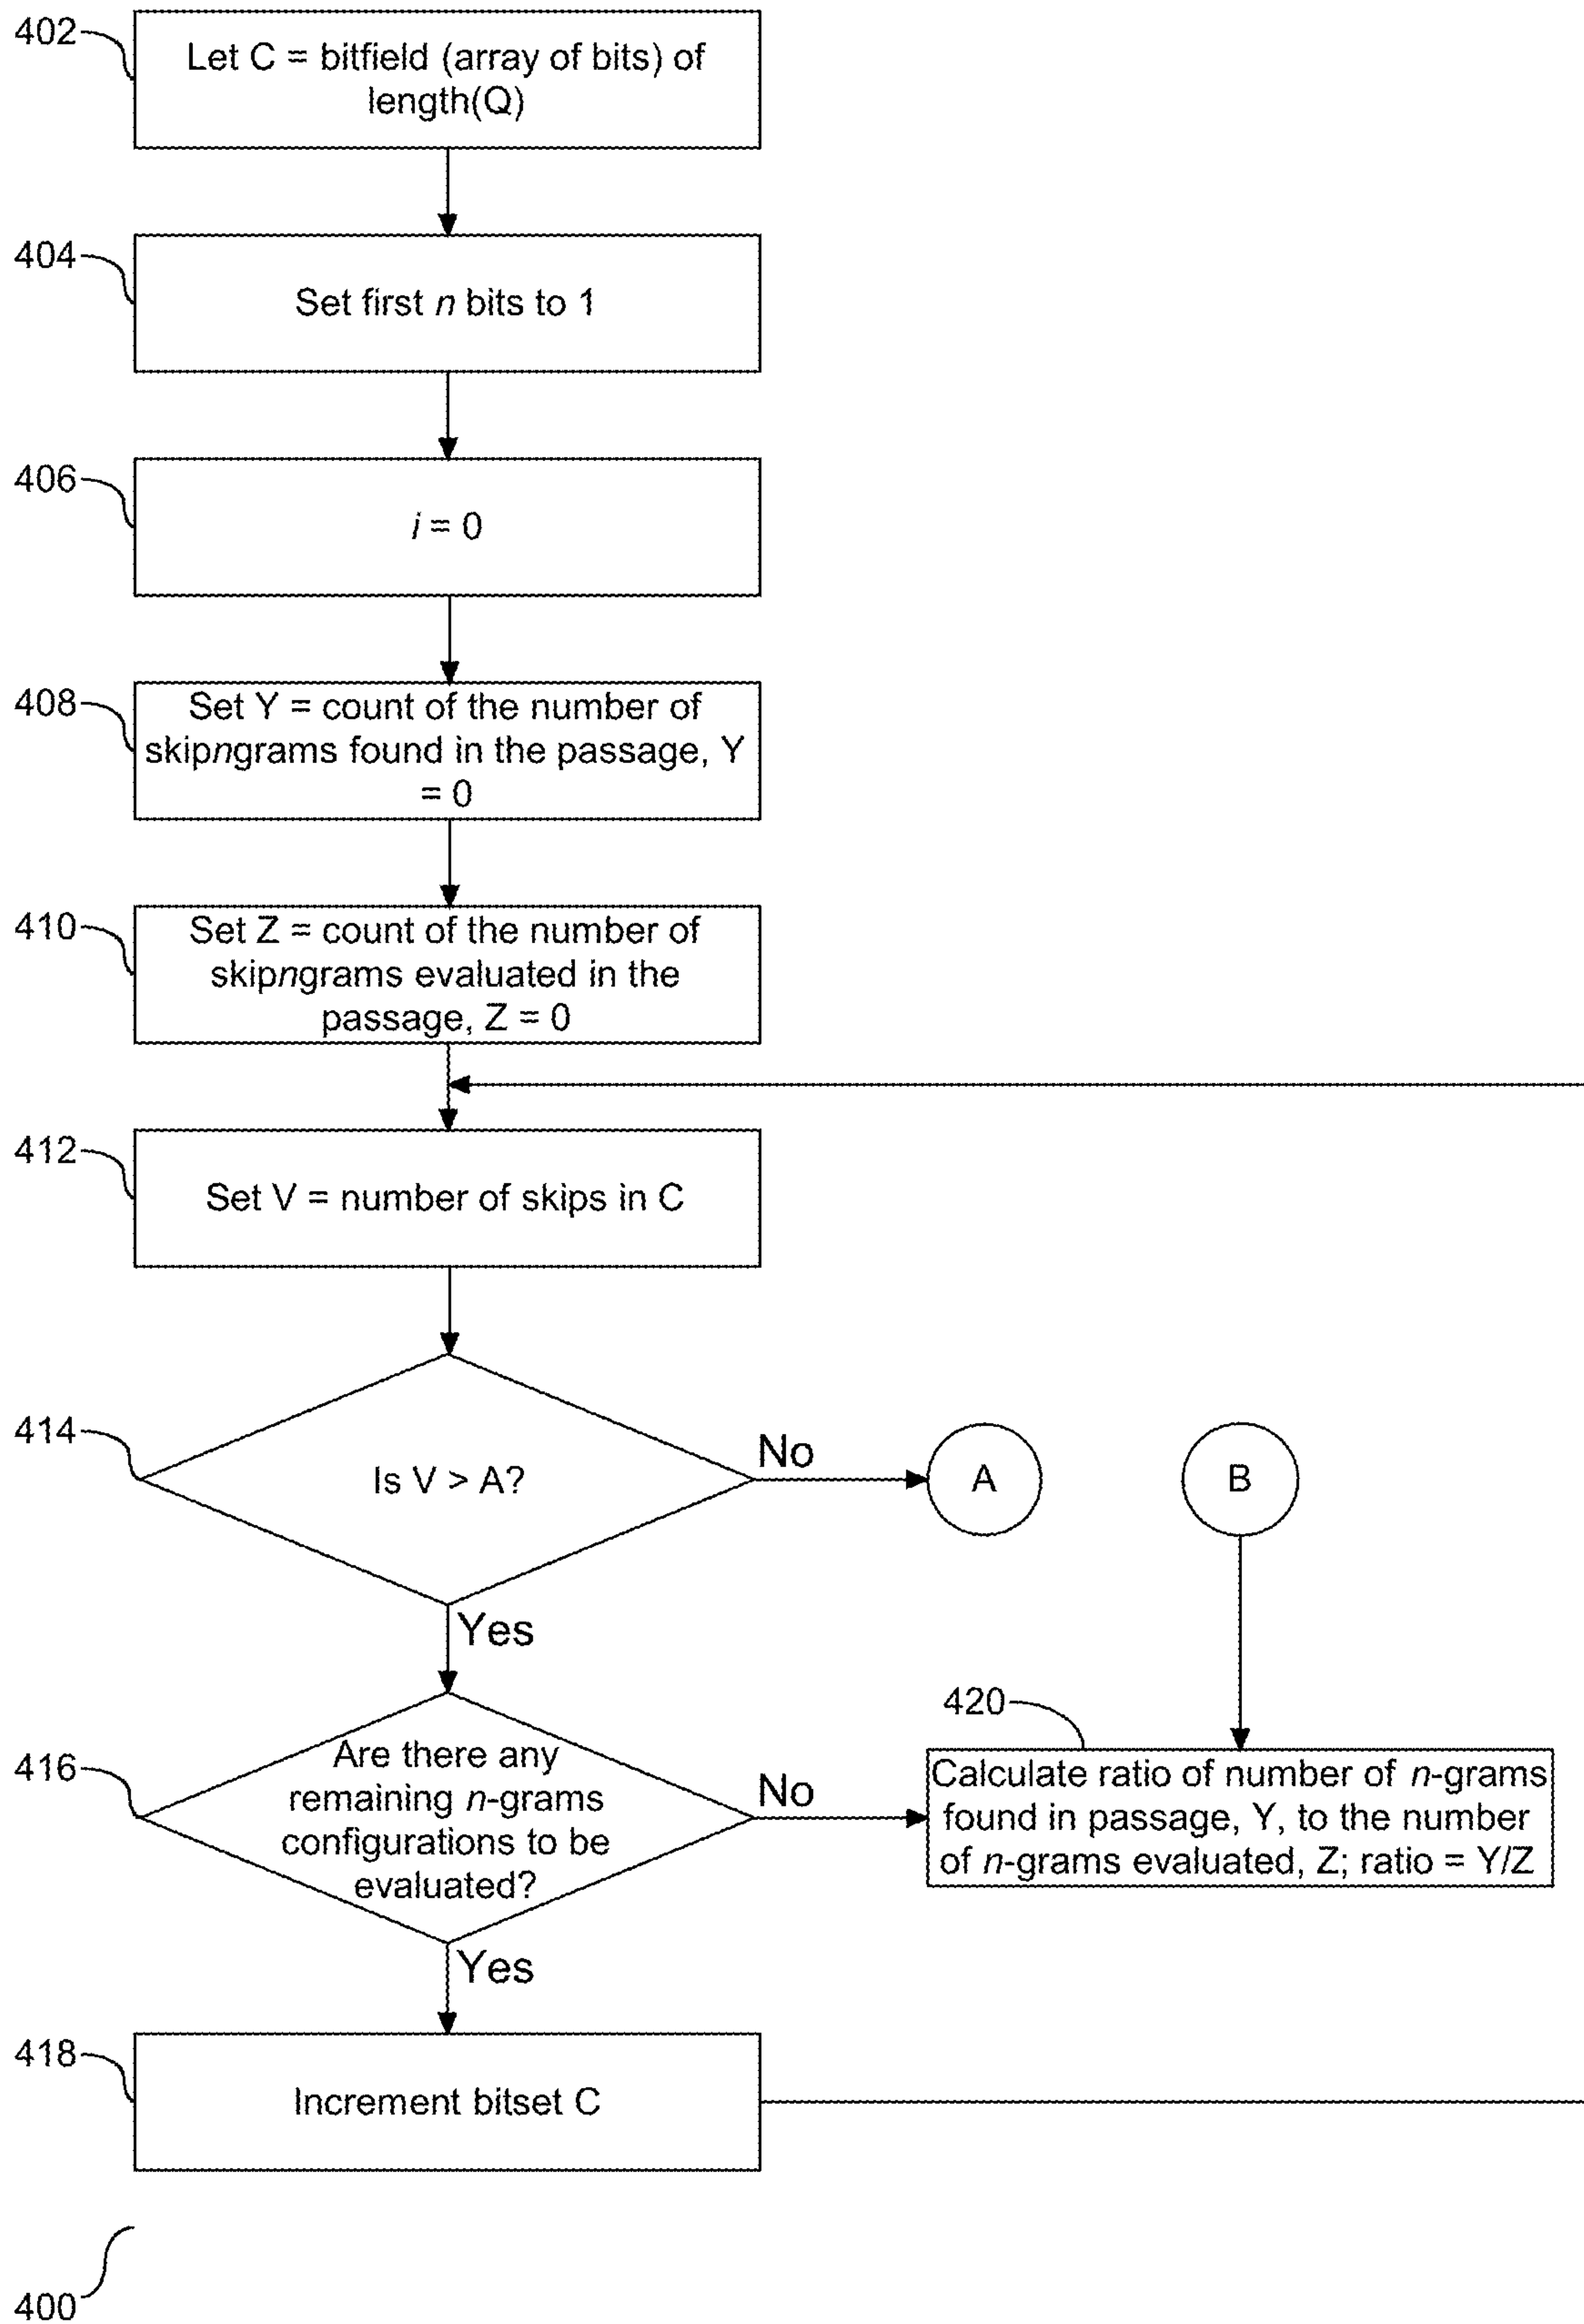 402
Let C = bitfield (array of bits) of
length(Q)
404
Set first n bits to 1
406
i = 0
408
Set Y = count of the number of
skipngrams found in the passage, Y
= 0
410
Set Z = count of the number of
skipngrams evaluated in the
passage, Z = 0
412
Set V = number of skips in C
414
Is V > A?
No
A
B
Yes
416
Are there any
remaining n-grams
configurations to be
evaluated?
No
420
Calculate ratio of number of n-grams
found in passage, Y, to the number
of n-grams evaluated, Z; ratio = Y/Z
Yes
418
Increment bitset C
400